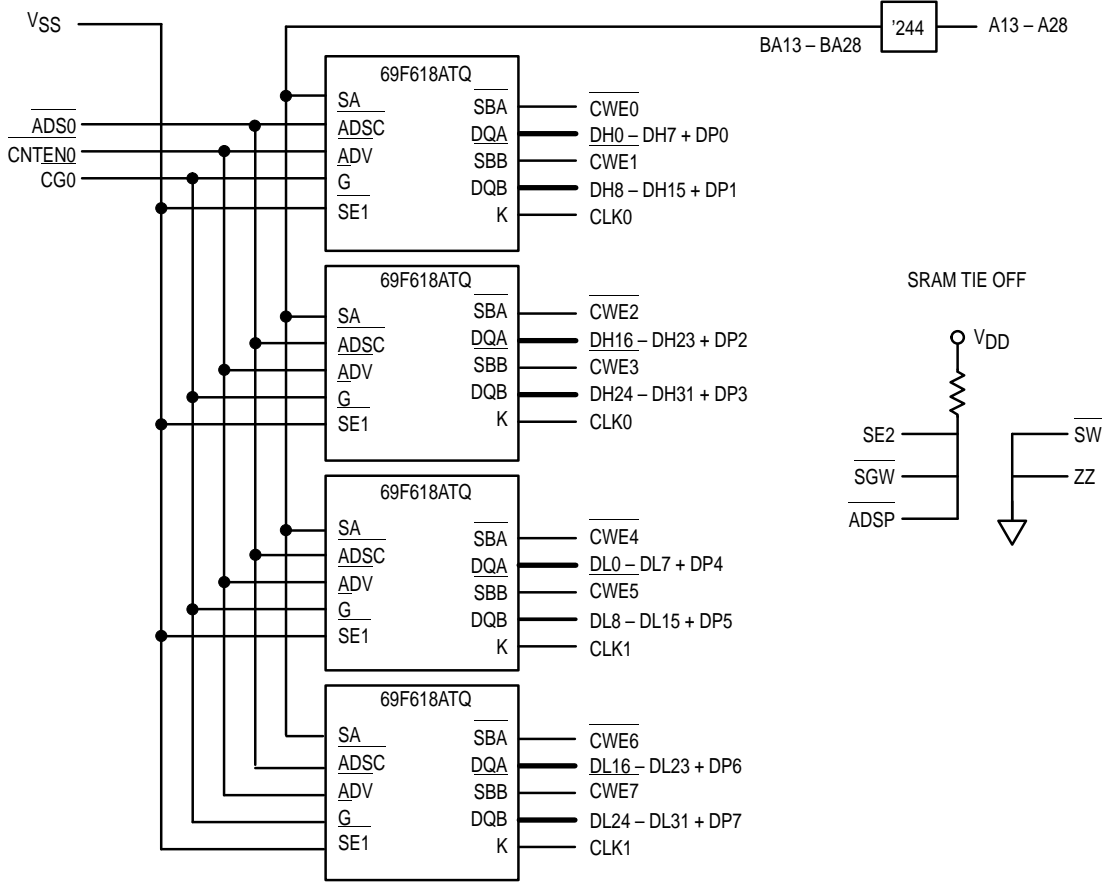 VSS
'244
A13 – A28
BA13 – BA28
ADS0
CNTEN0
CG0
69F618ATQ
SA
ADSC
ADV
G
SE1
SBA
DQA
SBB
DQB
K
CWE0
DH0 – DH7 + DP0
CWE1
DH8 – DH15 + DP1
CLK0
69F618ATQ
SA
ADSC
ADV
G
SE1
SBA
DQA
SBB
DQB
K
CWE2
DH16 – DH23 + DP2
CWE3
DH24 – DH31 + DP3
CLK0
69F618ATQ
SA
ADSC
ADV
G
SE1
SBA
DQA
SBB
DQB
K
CWE4
DL0 – DL7 + DP4
CWE5
DL8 – DL15 + DP5
CLK1
69F618ATQ
SA
ADSC
ADV
G
SE1
SBA
DQA
SBB
DQB
K
CWE6
DL16 – DL23 + DP6
CWE7
DL24 – DL31 + DP7
CLK1
SRAM TIE OFF
VDD
SE2
SGW
ADSP
SW
ZZ